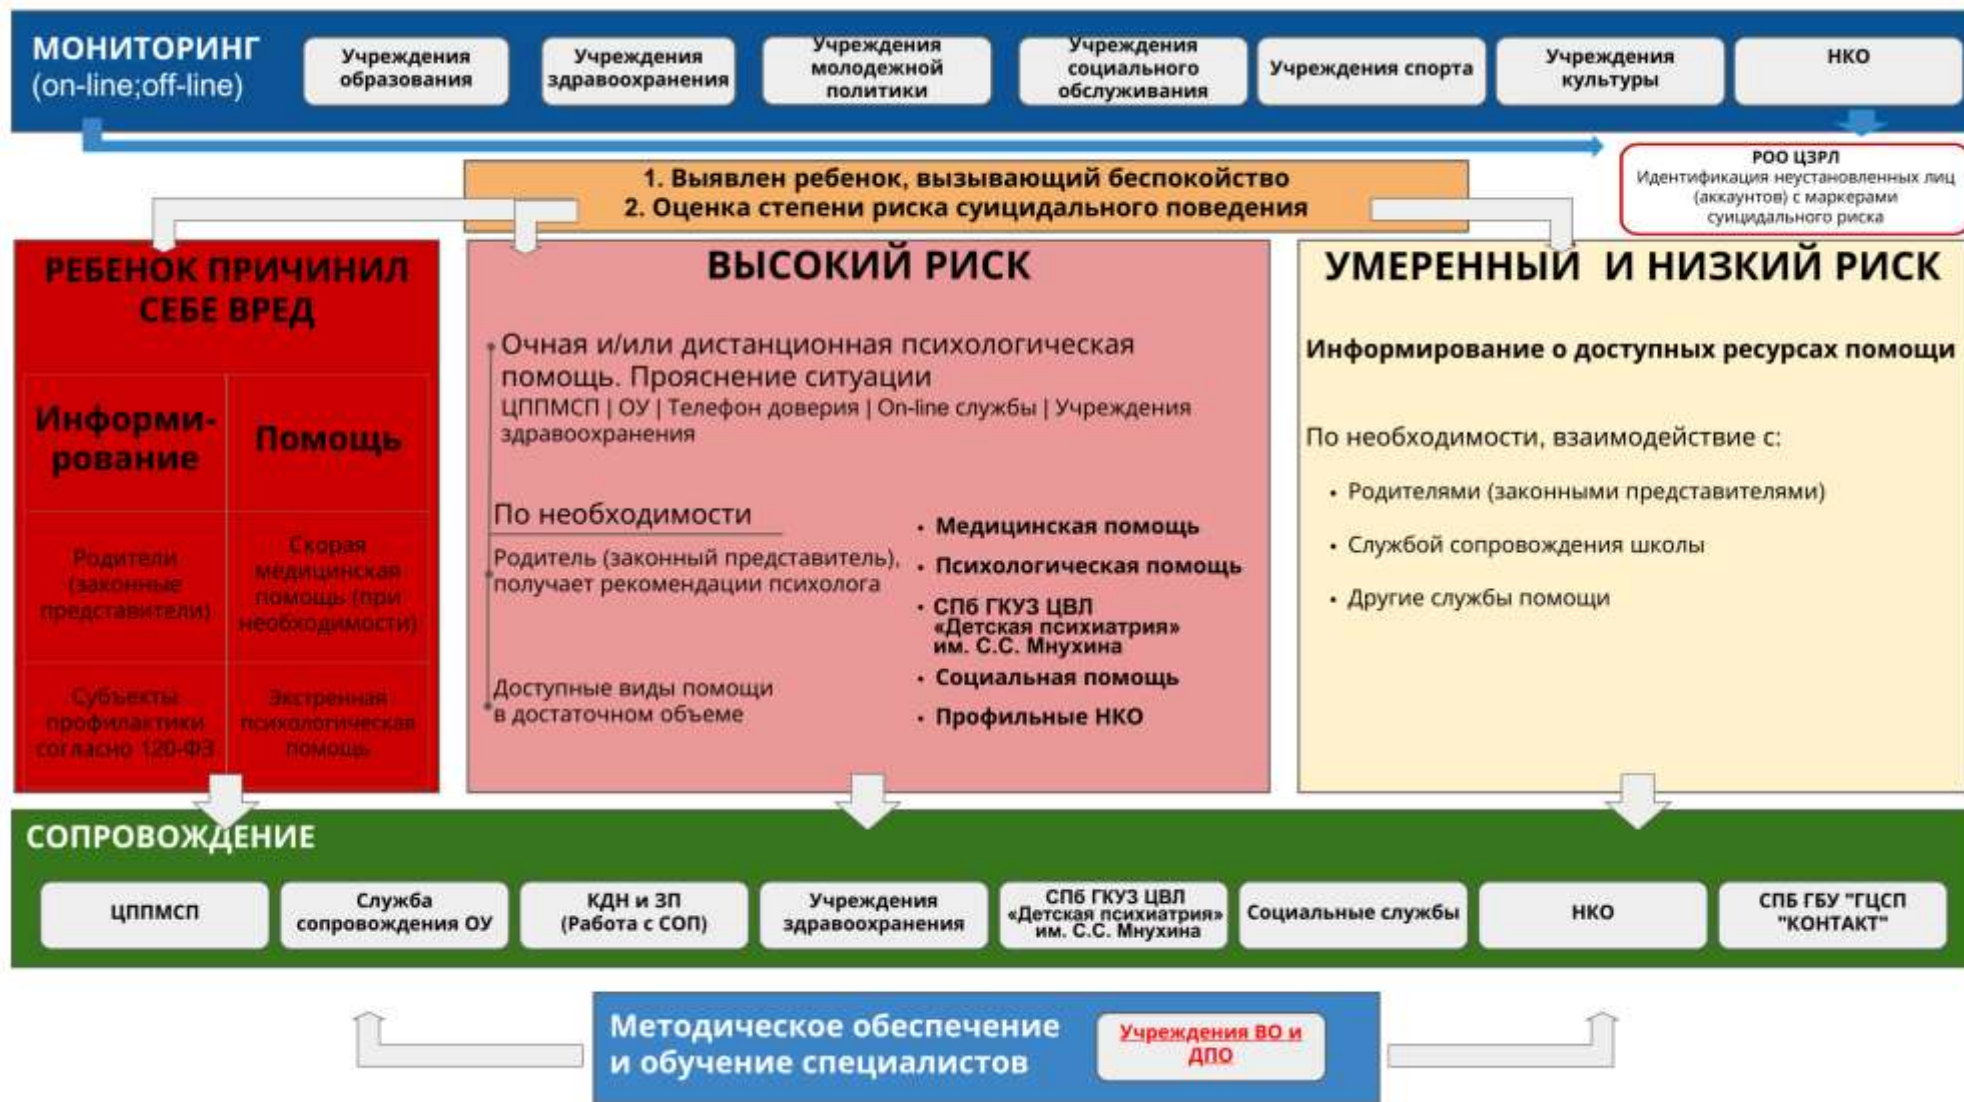 МОНИТОРИНГ
(on-line;off-line)
Учреждения
образования
Учреждения
здравоохранения
Учреждения
молодежной
политики
Учреждения
социального
обслуживания
Учреждения спорта
Учреждения
культуры
НКО
РОО ЦЗРЛ
Идентификация неустановленных лиц
(аккаунтов) с маркерами
суицидального риска
1. Выявлен ребенок, вызывающий беспокойство
2. Оценка степени риска суицидального поведения
РЕБЕНОК ПРИЧИНИЛ
СЕБЕ ВРЕД
Информи-
рование
Помощь
Родители
(законные
представители)
Скорая
медицинская
помощь (при
необходимости)
Субъекты
профилактики
согласно 120-ФЗ
Экстренная
психологическая
помощь
ВЫСОКИЙ РИСК
Очная и/или дистанционная психологическая
помощь. Прояснение ситуации
ЦППМСП | ОУ | Телефон доверия | On-line службы | Учреждения
здравоохранения
По необходимости
Родитель (законный представитель),
получает рекомендации психолога
Доступные виды помощи
в достаточном объеме
• Медицинская помощь
• Психологическая помощь
• СПб ГКУЗ ЦВЛ
«Детская психиатрия»
им. С.С. Мнухина
• Социальная помощь
• Профильные НКО
УМЕРЕННЫЙ И НИЗКИЙ РИСК
Информирование о доступных ресурсах помощи
По необходимости, взаимодействие с:
• Родителями (законными представителями)
• Службой сопровождения школы
• Другие службы помощи
СОПРОВОЖДЕНИЕ
ЦППМСП
Служба
сопровождения ОУ
КДН и ЗП
(Работа с СОП)
Учреждения
здравоохранения
СПб ГКУЗ ЦВЛ
«Детская психиатрия»
им. С.С. Мнухина
Социальные службы
НКО
СПБ ГБУ "ГЦСП
"КОНТАКТ"
Методическое обеспечение
и обучение специалистов
Учреждения ВО и
ДПО